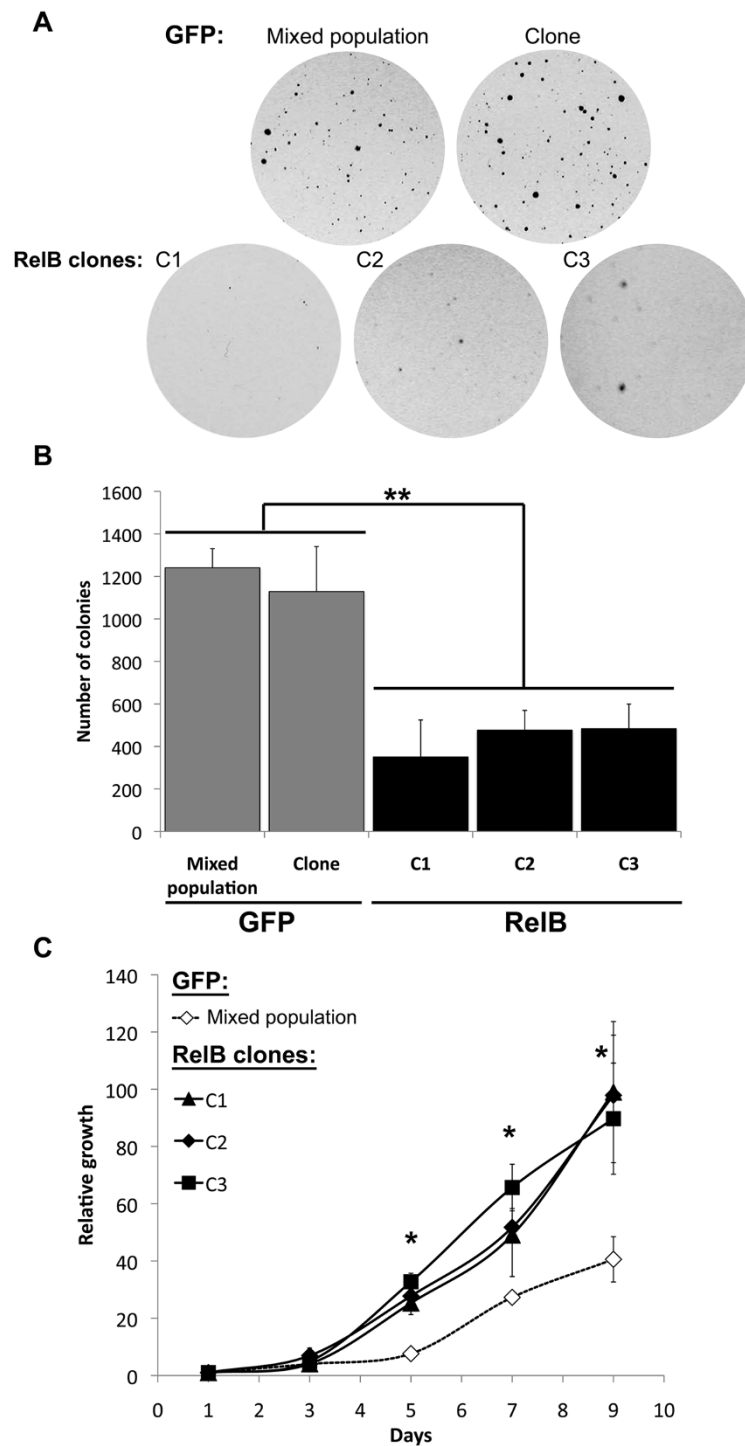 A
GFP: Mixed population Clone
RelB clones: C1 C2 C3
B
**
1600
1400
1200
1000
800
600
400
200
0
Number of colonies
Mixed population Clone C1 C2 C3
GFP RelB
C
140
120
100
80
60
40
20
0
Relative growth
GFP:
Mixed population
RelB clones:
C1
C2
C3
* * *
0 1 2 3 4 5 6 7 8 9 10
Days